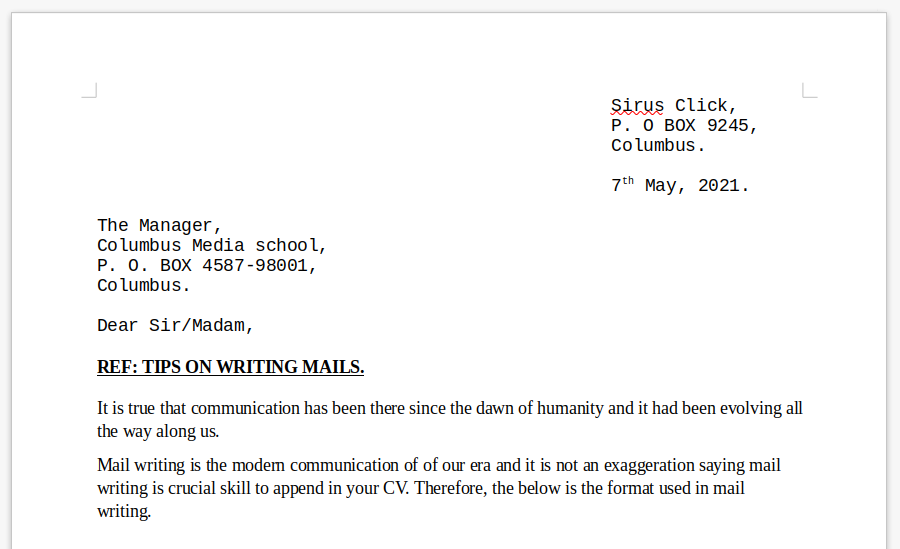 Sirus Click,
P. O BOX 9245,
Columbus.
7th May, 2021.
The Manager,
Columbus Media school,
P. O. BOX 4587-98001,
Columbus.
Dear Sir/Madam,
REF: TIPS ON WRITING MAILS.
It is true that communication has been there since the dawn of humanity and it had been evolving all
the way along us.
Mail writing is the modern communication of of our era and it is not an exaggeration saying mail
writing is crucial skill to append in your CV. Therefore, the below is the format used in mail
writing.